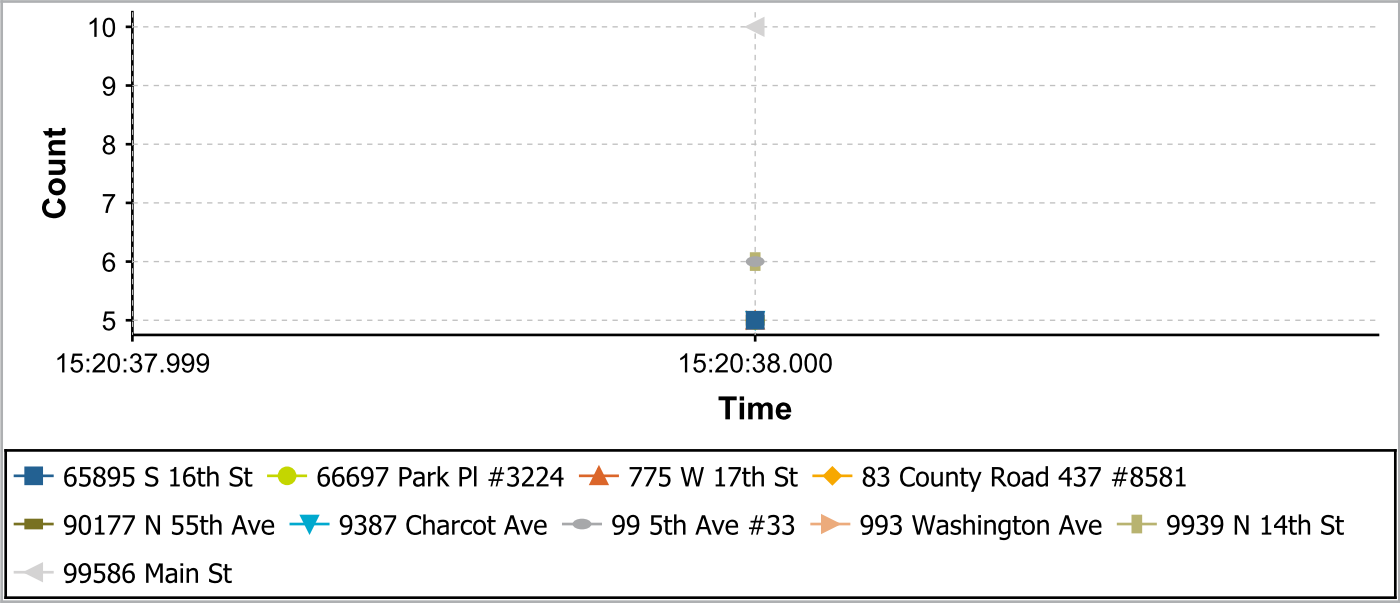 10
9
8
7
6
5
Count
15:20:37.999 15:20:38.000
Time
65895 S 16th St 66697 Park Pl #3224 775 W 17th St 83 County Road 437 #8581
90177 N 55th Ave 9387 Charcot Ave 99 5th Ave #33 993 Washington Ave 9939 N 14th St
99586 Main St